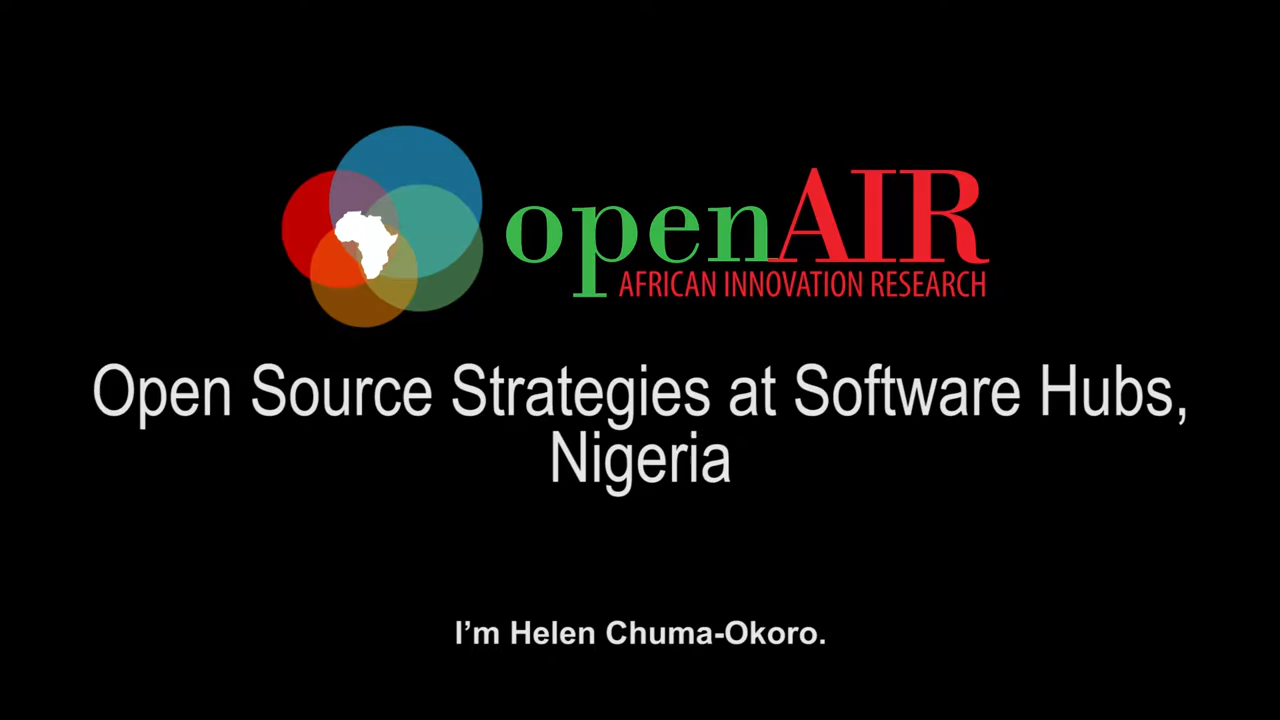 openAIR
AFRICAN INNOVATION RESEARCH
Open Source Strategies at Software Hubs,
Nigeria
I’m Helen Chuma-Okoro.